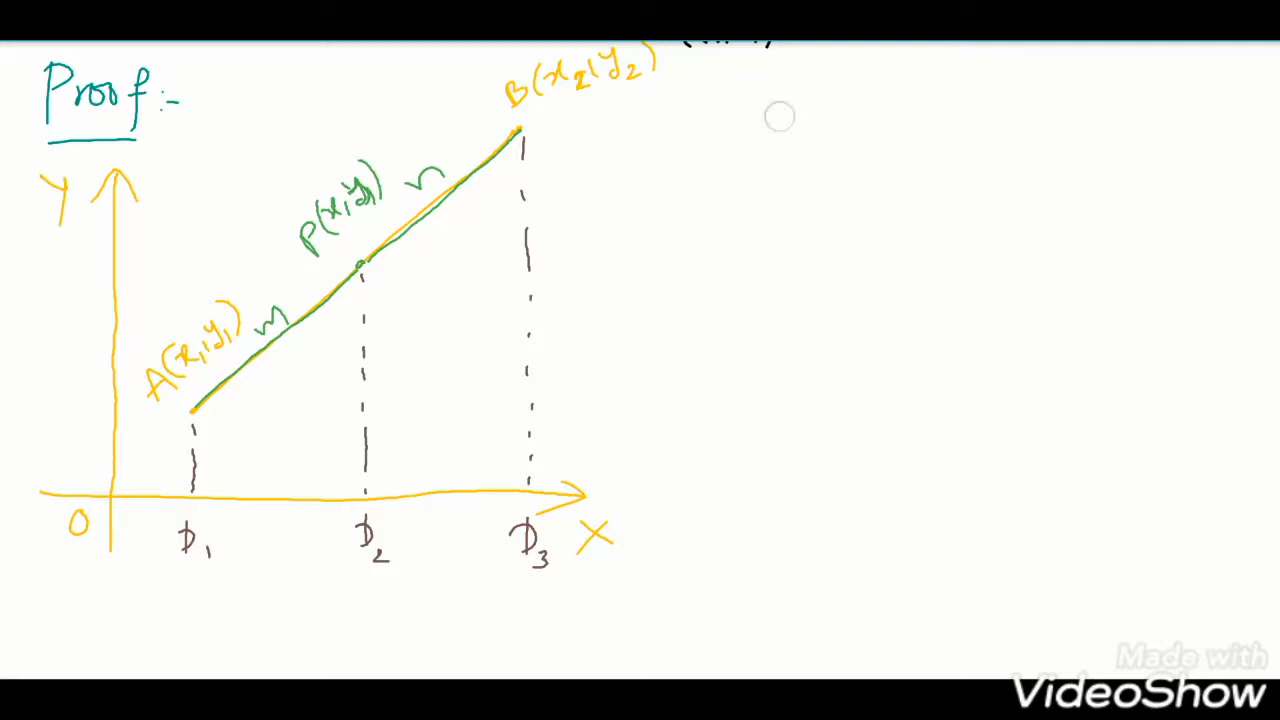 Proof :-
B(x₂, y₂)
Y
P(x, y)
n
A(x₁, y₁)
m
O
D₁
D₂
D₃
X
Made with
VideoShow